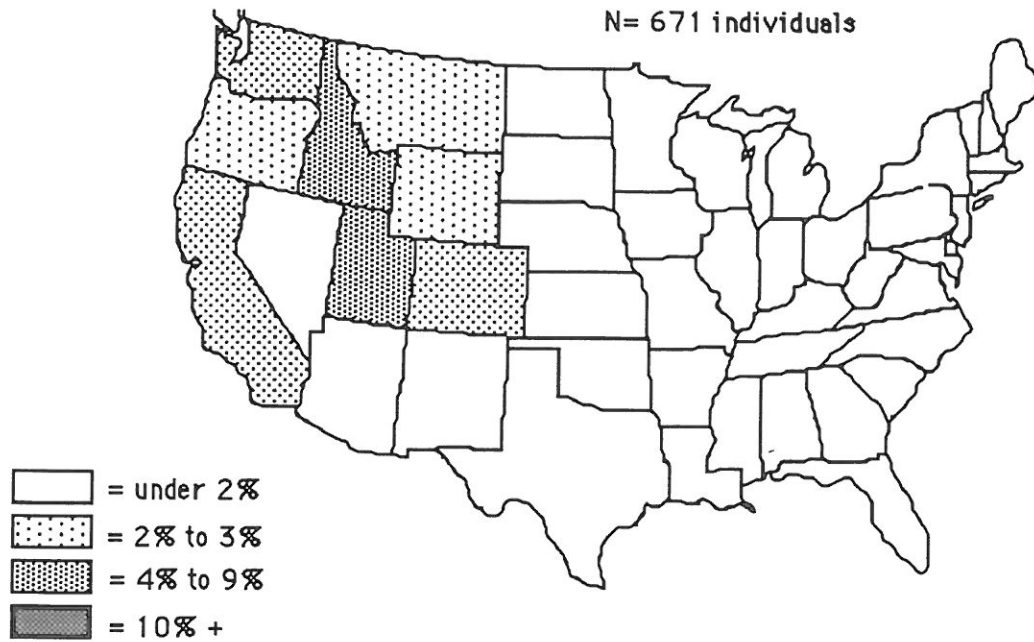 N= 671 individuals
= under 2%
= 2% to 3%
= 4% to 9%
= 10% +